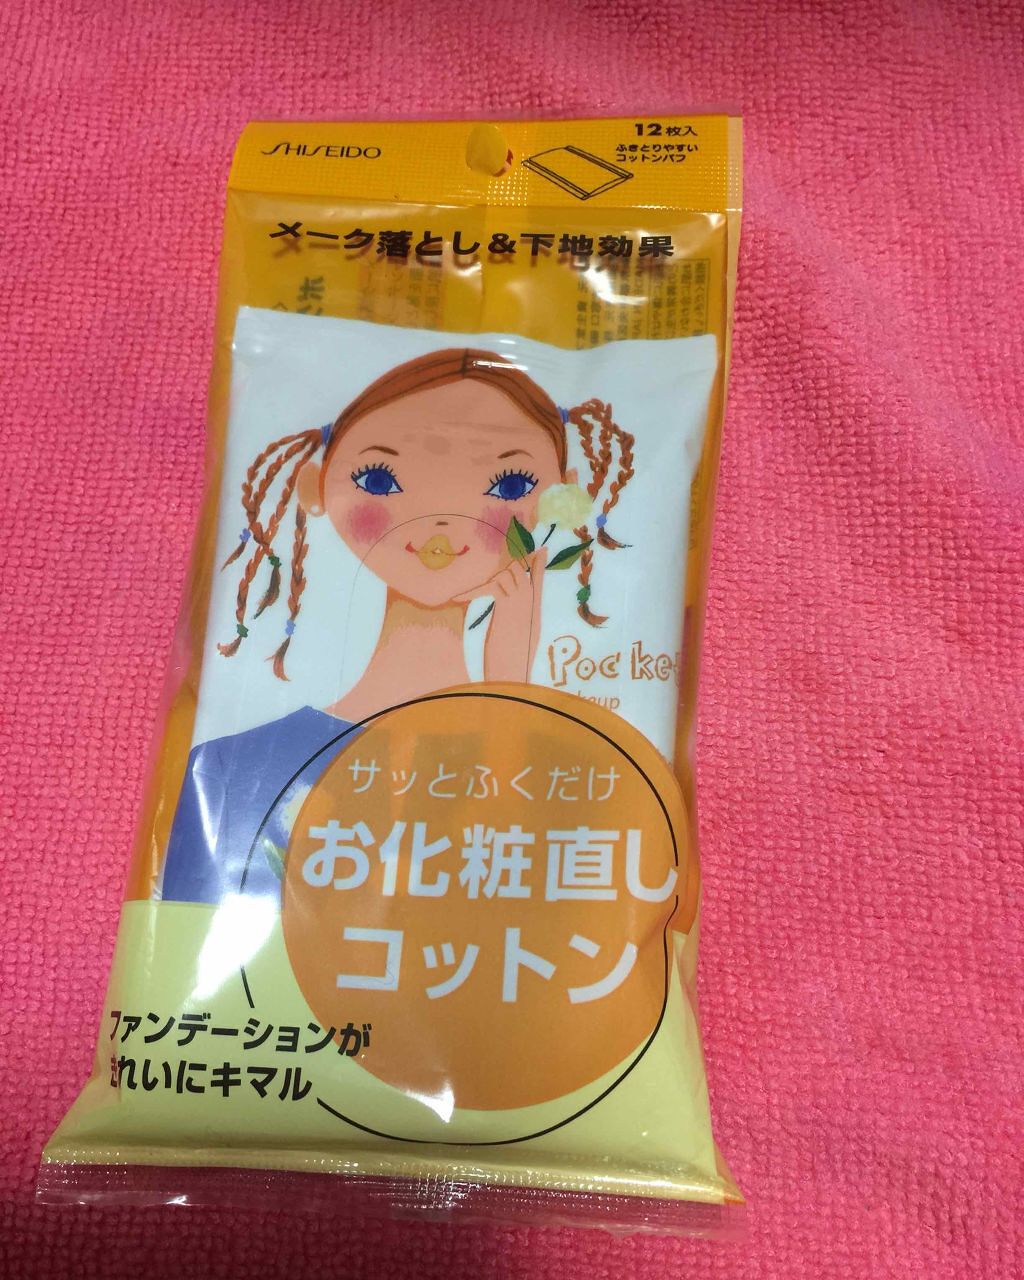 SHISEIDO
12枚入
ふきとりやすい
コットンパフ
メーク落とし&下地効果
Pocke
サッとふくだけ
お化粧直し
コットン
ファンデーションが
きれいにキマル